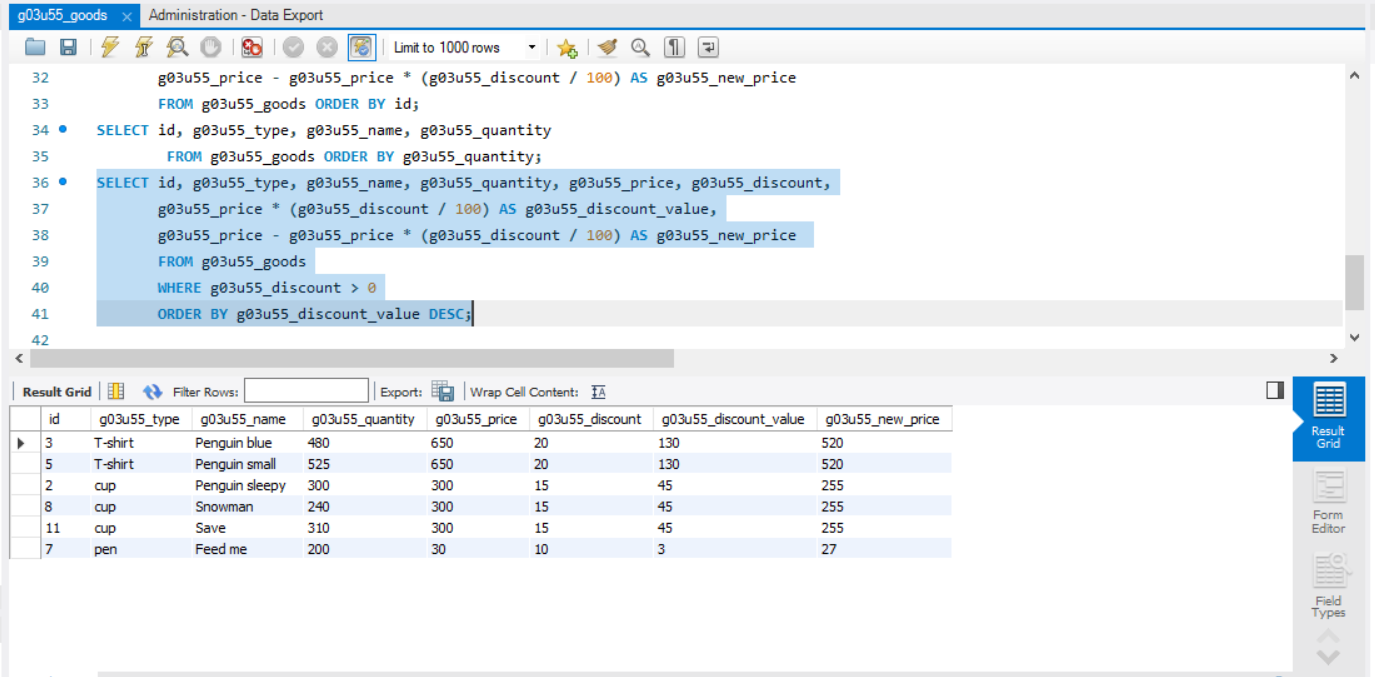 g03u55_goods × Administration - Data Export
Limit to 1000 rows
32 g03u55_price - g03u55_price * (g03u55_discount / 100) AS g03u55_new_price
33 FROM g03u55_goods ORDER BY id;
34 SELECT id, g03u55_type, g03u55_name, g03u55_quantity
35 FROM g03u55_goods ORDER BY g03u55_quantity;
36 SELECT id, g03u55_type, g03u55_name, g03u55_quantity, g03u55_price, g03u55_discount,
37 g03u55_price * (g03u55_discount / 100) AS g03u55_discount_value,
38 g03u55_price - g03u55_price * (g03u55_discount / 100) AS g03u55_new_price
39 FROM g03u55_goods
40 WHERE g03u55_discount > 0
41 ORDER BY g03u55_discount_value DESC;
42
Result Grid Filter Rows: Export: Wrap Cell Content:
id g03u55_type g03u55_name g03u55_quantity g03u55_price g03u55_discount g03u55_discount_value g03u55_new_price
3 T-shirt Penguin blue 480 650 20 130 520
5 T-shirt Penguin small 525 650 20 130 520
2 cup Penguin sleepy 300 300 15 45 255
8 cup Snowman 240 300 15 45 255
11 cup Save 310 300 15 45 255
7 pen Feed me 200 30 10 3 27
Result
Grid
Form
Editor
Field
Types